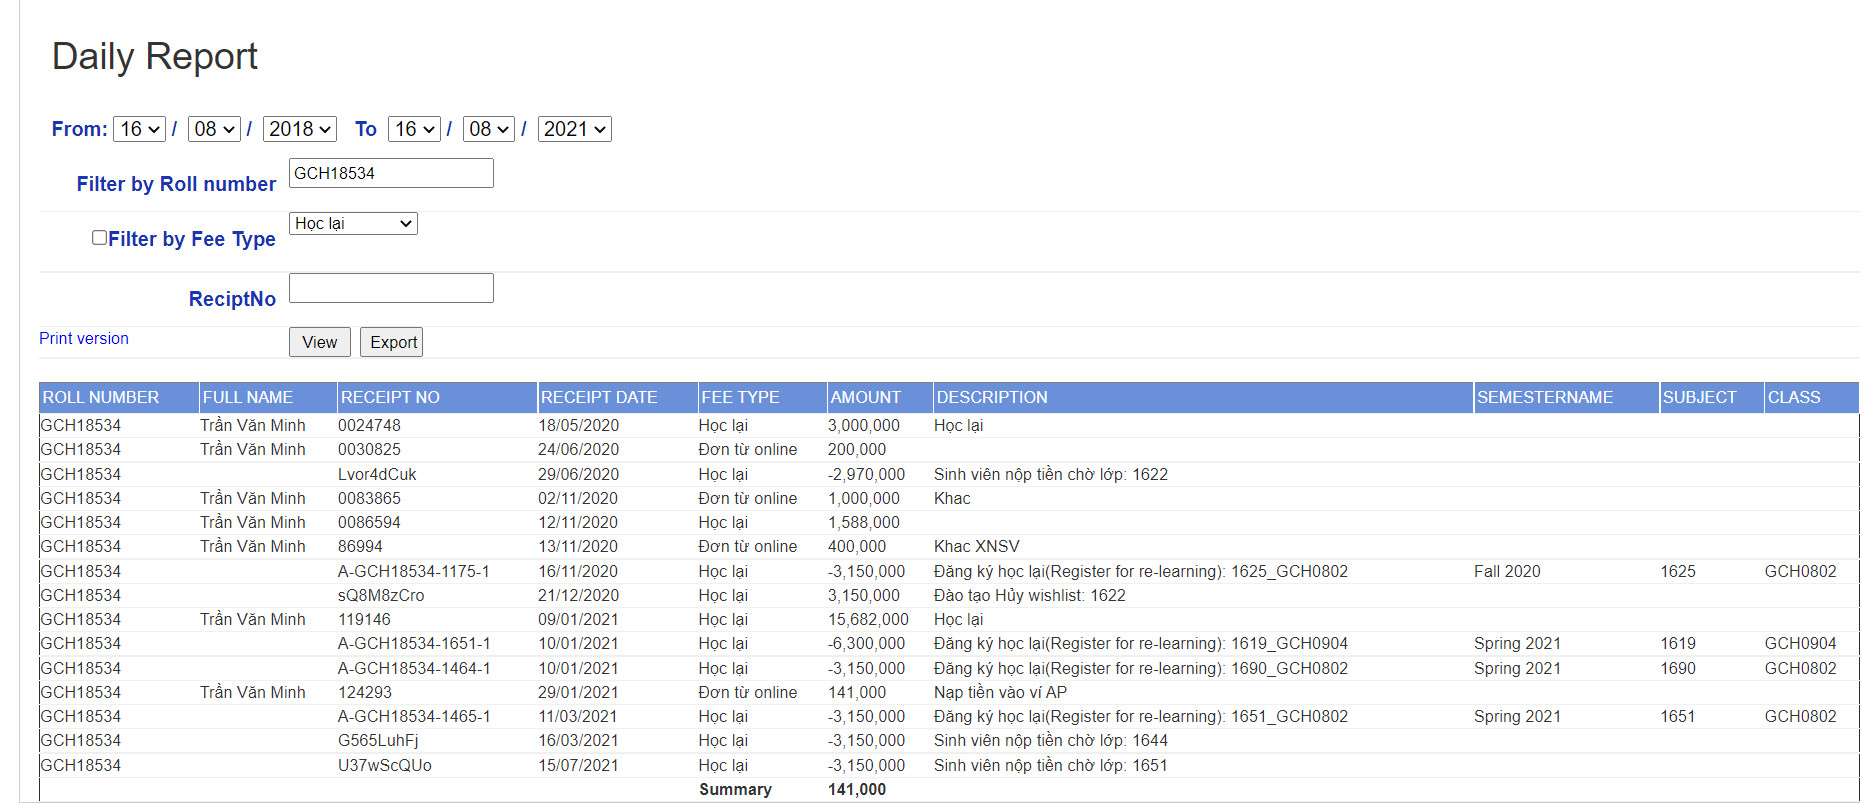 Daily Report
From: 16 / 08 / 2018 To 16 / 08 / 2021
Filter by Roll number GCH18534
Filter by Fee Type Học lại
ReciptNo
Print version View Export
ROLL NUMBER FULL NAME RECEIPT NO RECEIPT DATE FEE TYPE AMOUNT DESCRIPTION SEMESTERNAME SUBJECT CLASS
GCH18534 Trần Văn Minh 0024748 18/05/2020 Học lại 3,000,000 Học lại
GCH18534 Trần Văn Minh 0030825 24/06/2020 Đơn từ online 200,000
GCH18534 Lvor4dCuk 29/06/2020 Học lại -2,970,000 Sinh viên nộp tiền chờ lớp: 1622
GCH18534 Trần Văn Minh 0083865 02/11/2020 Đơn từ online 1,000,000 Khac
GCH18534 Trần Văn Minh 0086594 12/11/2020 Học lại 1,588,000
GCH18534 Trần Văn Minh 86994 13/11/2020 Đơn từ online 400,000 Khac XNSV
GCH18534 A-GCH18534-1175-1 16/11/2020 Học lại -3,150,000 Đăng ký học lại(Register for re-learning): 1625_GCH0802 Fall 2020 1625 GCH0802
GCH18534 sQ8M8zCro 21/12/2020 Học lại 3,150,000 Đào tạo Hủy wishlist: 1622
GCH18534 Trần Văn Minh 119146 09/01/2021 Học lại 15,682,000 Học lại
GCH18534 A-GCH18534-1651-1 10/01/2021 Học lại -6,300,000 Đăng ký học lại(Register for re-learning): 1619_GCH0904 Spring 2021 1619 GCH0904
GCH18534 A-GCH18534-1464-1 10/01/2021 Học lại -3,150,000 Đăng ký học lại(Register for re-learning): 1690_GCH0802 Spring 2021 1690 GCH0802
GCH18534 Trần Văn Minh 124293 29/01/2021 Đơn từ online 141,000 Nạp tiền vào ví AP
GCH18534 A-GCH18534-1465-1 11/03/2021 Học lại -3,150,000 Đăng ký học lại(Register for re-learning): 1651_GCH0802 Spring 2021 1651 GCH0802
GCH18534 G565LuhFj 16/03/2021 Học lại -3,150,000 Sinh viên nộp tiền chờ lớp: 1644
GCH18534 U37wScQUo 15/07/2021 Học lại -3,150,000 Sinh viên nộp tiền chờ lớp: 1651
Summary 141,000